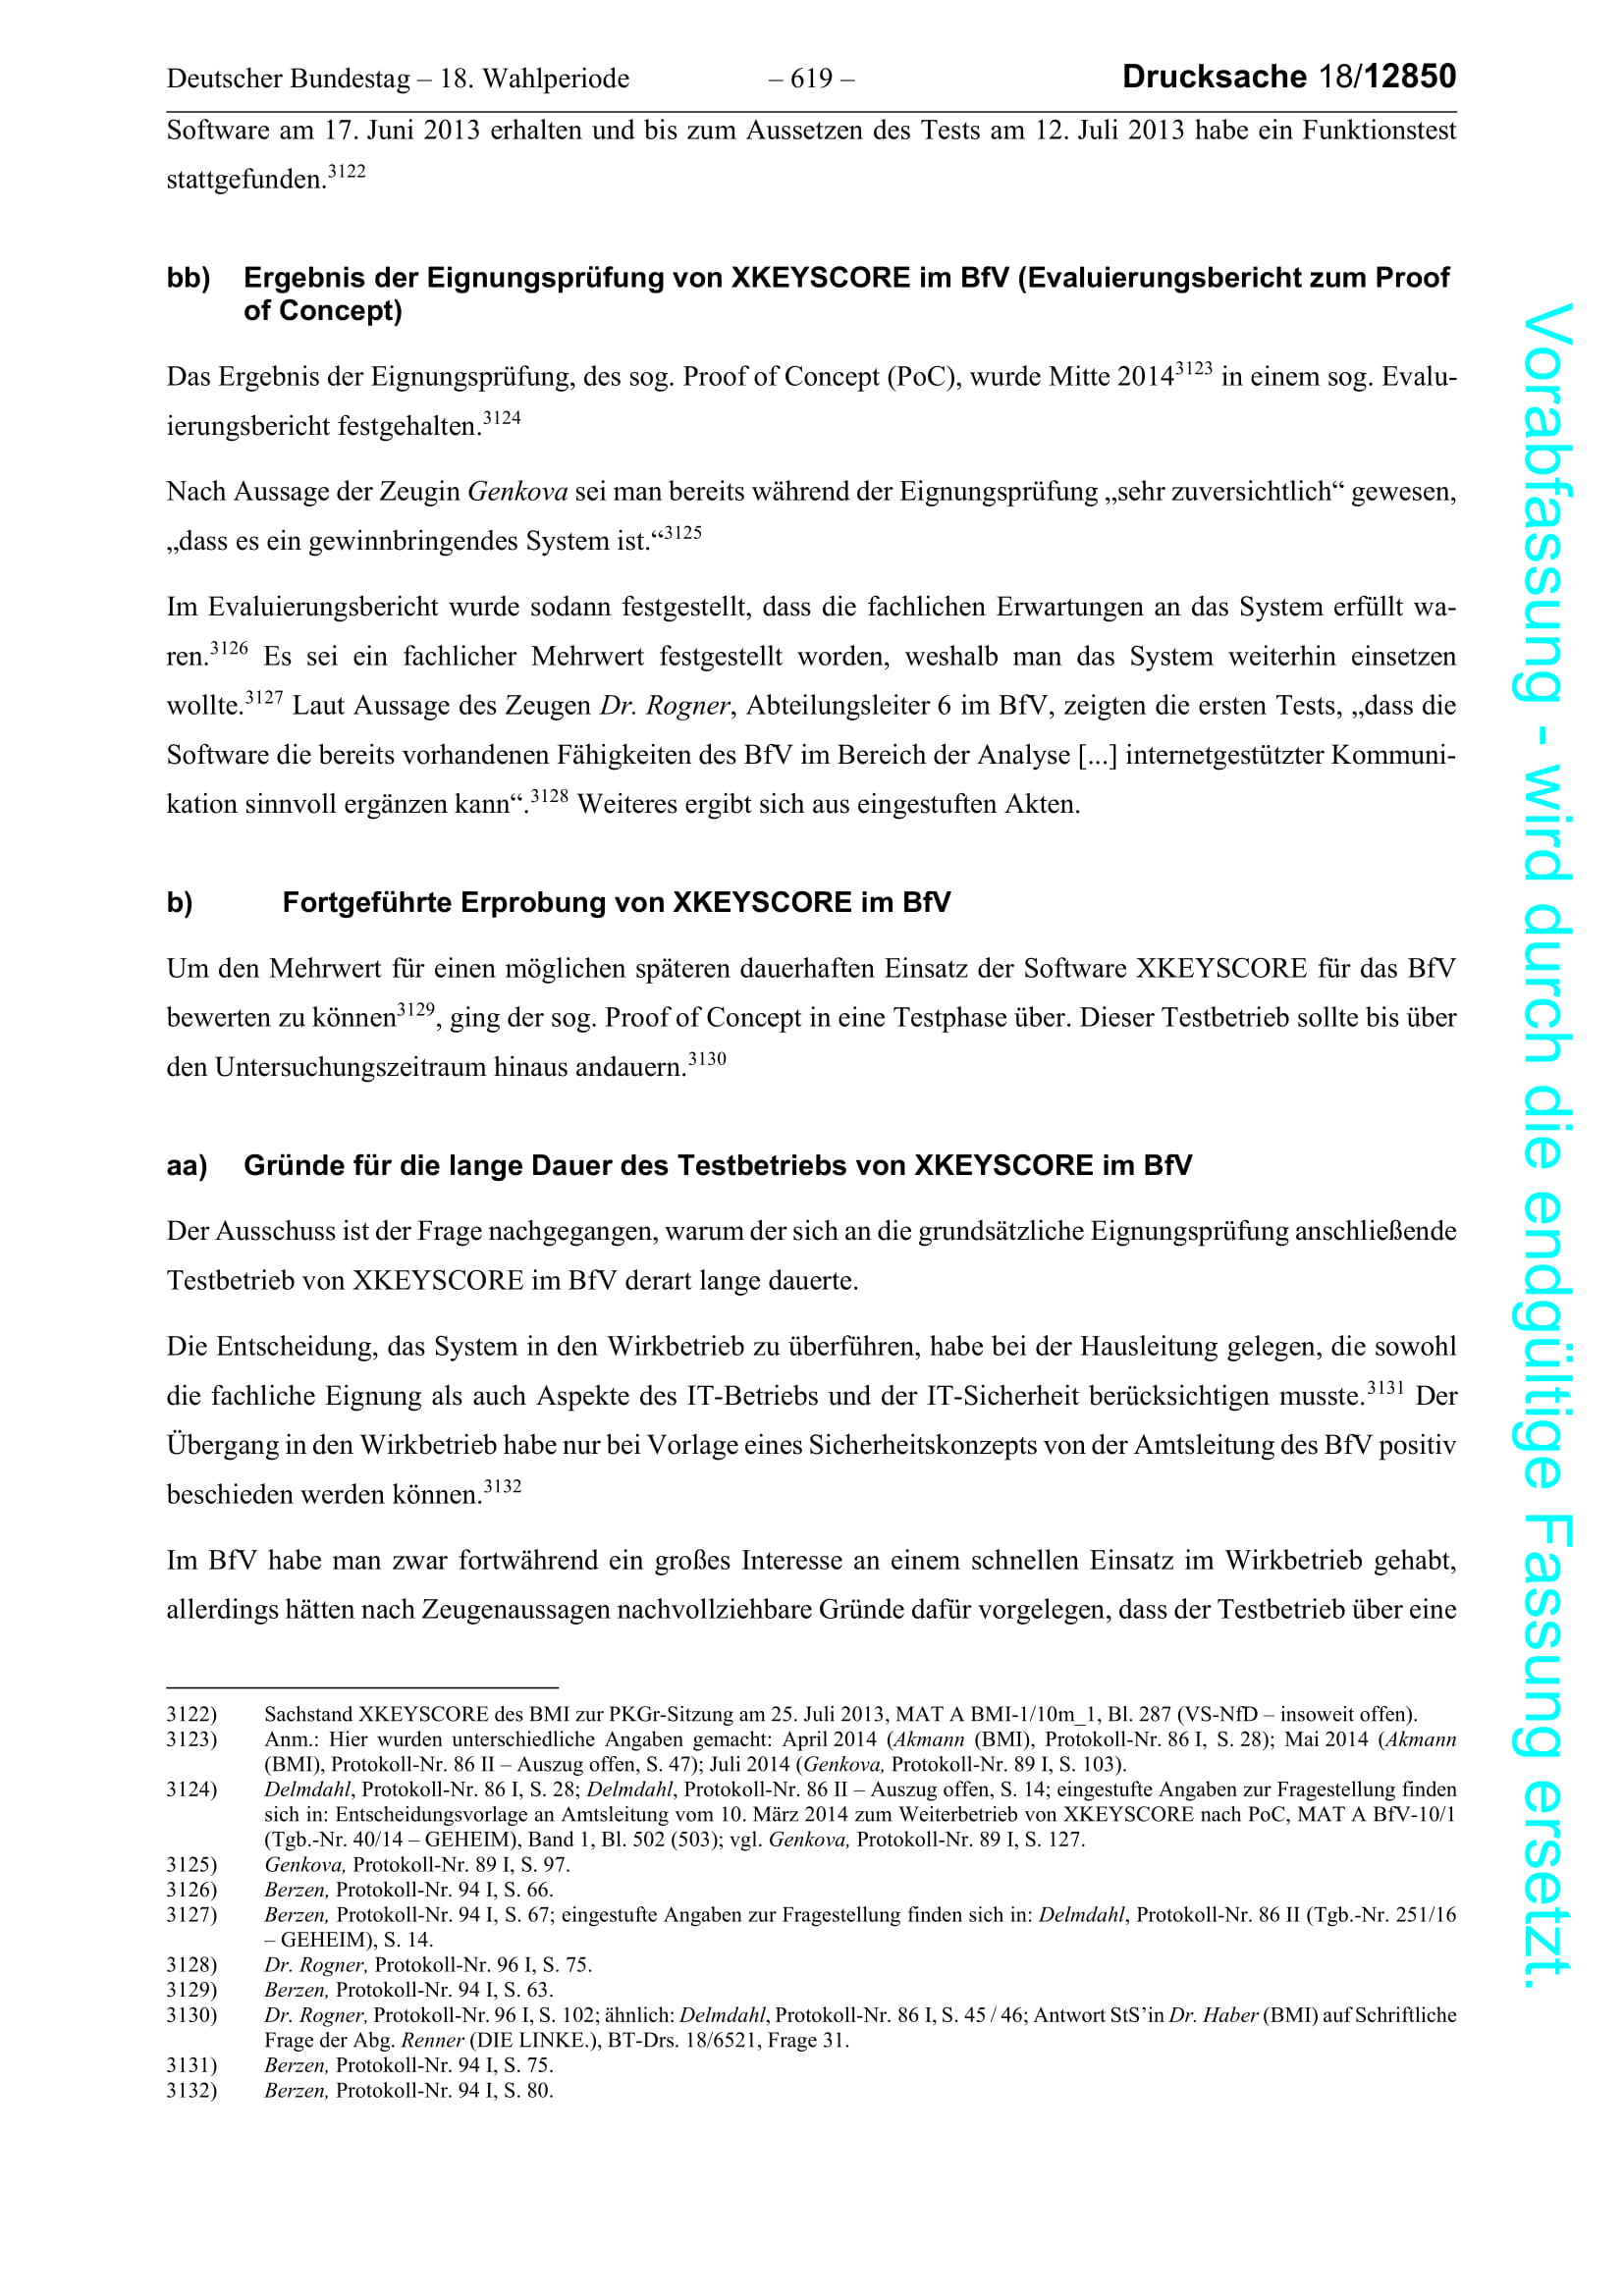 Deutscher Bundestag – 18. Wahlperiode – 619 – Drucksache 18/12850
Software am 17. Juni 2013 erhalten und bis zum Aussetzen des Tests am 12. Juli 2013 habe ein Funktionstest
stattgefunden.3122
bb) Ergebnis der Eignungsprüfung von XKEYSCORE im BfV (Evaluierungsbericht zum Proof
of Concept)
Das Ergebnis der Eignungsprüfung, des sog. Proof of Concept (PoC), wurde Mitte 20143123 in einem sog. Evalu-
ierungsbericht festgehalten.3124
Nach Aussage der Zeugin Genkova sei man bereits während der Eignungsprüfung „sehr zuversichtlich“ gewesen,
„dass es ein gewinnbringendes System ist.“3125
Im Evaluierungsbericht wurde sodann festgestellt, dass die fachlichen Erwartungen an das System erfüllt wa-
ren.3126 Es sei ein fachlicher Mehrwert festgestellt worden, weshalb man das System weiterhin einsetzen
wollte.3127 Laut Aussage des Zeugen Dr. Rogner, Abteilungsleiter 6 im BfV, zeigten die ersten Tests, „dass die
Software die bereits vorhandenen Fähigkeiten des BfV im Bereich der Analyse [...] internetgestützter Kommuni-
kation sinnvoll ergänzen kann“.3128 Weiteres ergibt sich aus eingestuften Akten.
b) Fortgeführte Erprobung von XKEYSCORE im BfV
Um den Mehrwert für einen möglichen späteren dauerhaften Einsatz der Software XKEYSCORE für das BfV
bewerten zu können3129, ging der sog. Proof of Concept in eine Testphase über. Dieser Testbetrieb sollte bis über
den Untersuchungszeitraum hinaus andauern.3130
aa) Gründe für die lange Dauer des Testbetriebs von XKEYSCORE im BfV
Der Ausschuss ist der Frage nachgegangen, warum der sich an die grundsätzliche Eignungsprüfung anschließende
Testbetrieb von XKEYSCORE im BfV derart lange dauerte.
Die Entscheidung, das System in den Wirkbetrieb zu überführen, habe bei der Hausleitung gelegen, die sowohl
die fachliche Eignung als auch Aspekte des IT-Betriebs und der IT-Sicherheit berücksichtigen musste.3131 Der
Übergang in den Wirkbetrieb habe nur bei Vorlage eines Sicherheitskonzepts von der Amtsleitung des BfV positiv
beschieden werden können.3132
Im BfV habe man zwar fortwährend ein großes Interesse an einem schnellen Einsatz im Wirkbetrieb gehabt,
allerdings hätten nach Zeugenaussagen nachvollziehbare Gründe dafür vorgelegen, dass der Testbetrieb über eine
3122) Sachstand XKEYSCORE des BMI zur PKGr-Sitzung am 25. Juli 2013, MAT A BMI-1/10m_1, Bl. 287 (VS-NfD – insoweit offen).
3123) Anm.: Hier wurden unterschiedliche Angaben gemacht: April 2014 (Akmann (BMI), Protokoll-Nr. 86 I, S. 28); Mai 2014 (Akmann
(BMI), Protokoll-Nr. 86 II – Auszug offen, S. 47); Juli 2014 (Genkova, Protokoll-Nr. 89 I, S. 103).
3124) Delmdahl, Protokoll-Nr. 86 I, S. 28; Delmdahl, Protokoll-Nr. 86 II – Auszug offen, S. 14; eingestufte Angaben zur Fragestellung finden
sich in: Entscheidungsvorlage an Amtsleitung vom 10. März 2014 zum Weiterbetrieb von XKEYSCORE nach PoC, MAT A BfV-10/1
(Tgb.-Nr. 40/14 – GEHEIM), Band 1, Bl. 502 (503); vgl. Genkova, Protokoll-Nr. 89 I, S. 127.
3125) Genkova, Protokoll-Nr. 89 I, S. 97.
3126) Berzen, Protokoll-Nr. 94 I, S. 66.
3127) Berzen, Protokoll-Nr. 94 I, S. 67; eingestufte Angaben zur Fragestellung finden sich in: Delmdahl, Protokoll-Nr. 86 II (Tgb.-Nr. 251/16
– GEHEIM), S. 14.
3128) Dr. Rogner, Protokoll-Nr. 96 I, S. 75.
3129) Berzen, Protokoll-Nr. 94 I, S. 63.
3130) Dr. Rogner, Protokoll-Nr. 96 I, S. 102; ähnlich: Delmdahl, Protokoll-Nr. 86 I, S. 45 / 46; Antwort StS’in Dr. Haber (BMI) auf Schriftliche
Frage der Abg. Renner (DIE LINKE.), BT-Drs. 18/6521, Frage 31.
3131) Berzen, Protokoll-Nr. 94 I, S. 75.
3132) Berzen, Protokoll-Nr. 94 I, S. 80.
Vorabfassung - wird durch die endgültige Fassung ersetzt.